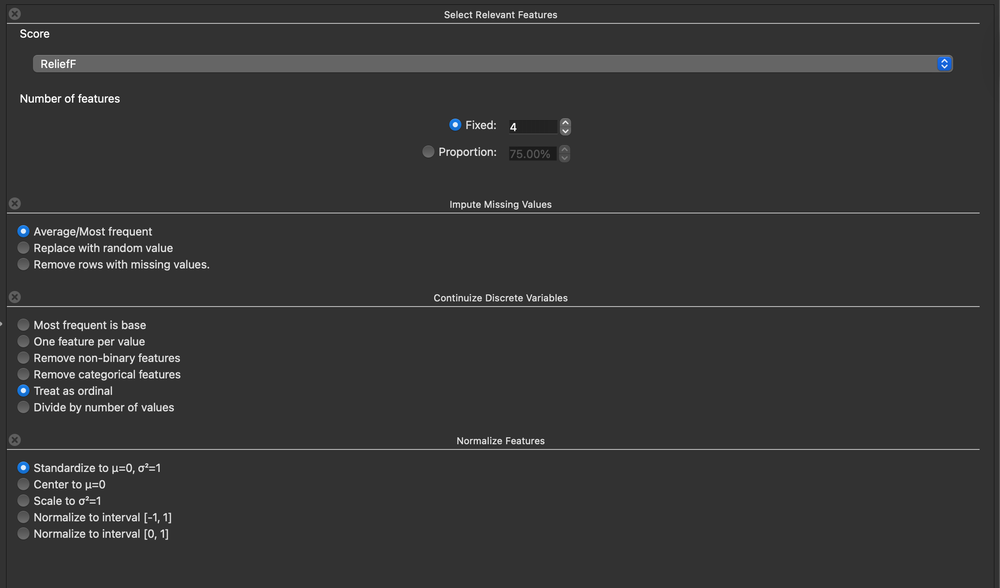 Select Relevant Features
Score
ReliefF
Number of features
Fixed: 4
Proportion: 75.00%
Impute Missing Values
Average/Most frequent
Replace with random value
Remove rows with missing values.
Continuize Discrete Variables
Most frequent is base
One feature per value
Remove non-binary features
Remove categorical features
Treat as ordinal
Divide by number of values
Normalize Features
Standardize to μ=0, σ²=1
Center to μ=0
Scale to σ²=1
Normalize to interval [-1, 1]
Normalize to interval [0, 1]